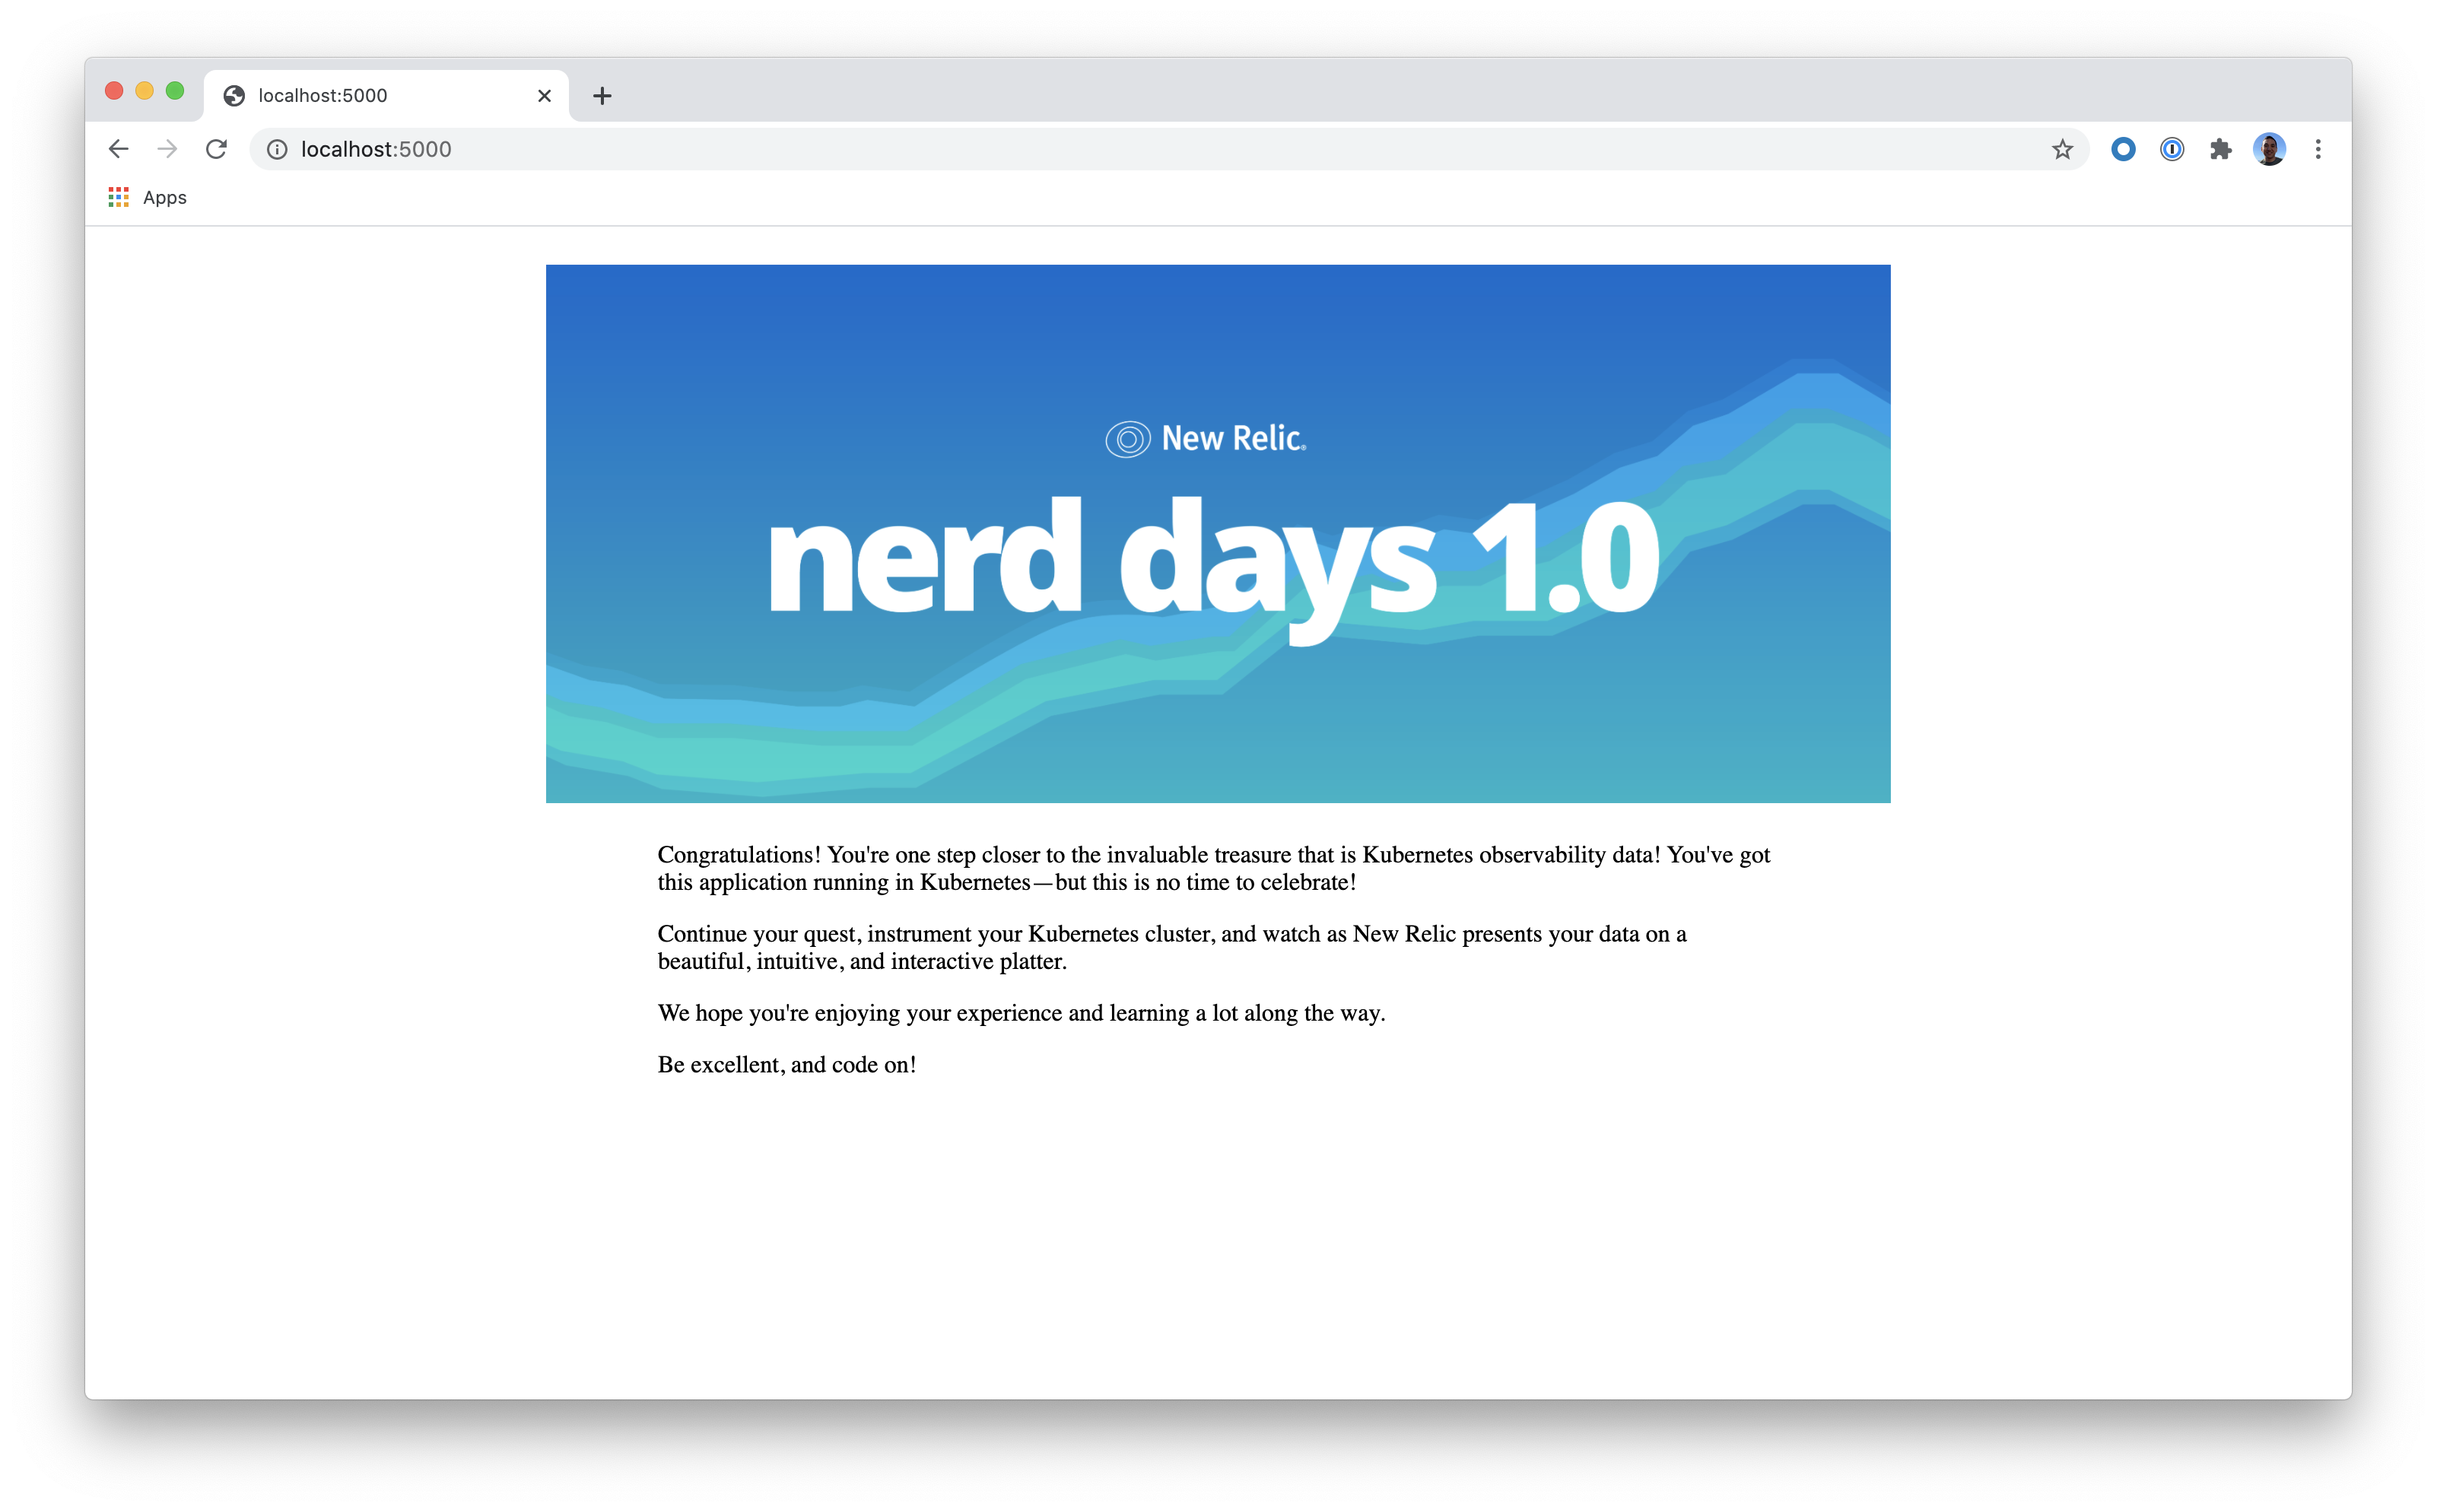 localhost:5000
localhost:5000
Apps
New Relic®
nerd days 1.0
Congratulations! You're one step closer to the invaluable treasure that is Kubernetes observability data! You've got
this application running in Kubernetes—but this is no time to celebrate!
Continue your quest, instrument your Kubernetes cluster, and watch as New Relic presents your data on a
beautiful, intuitive, and interactive platter.
We hope you're enjoying your experience and learning a lot along the way.
Be excellent, and code on!